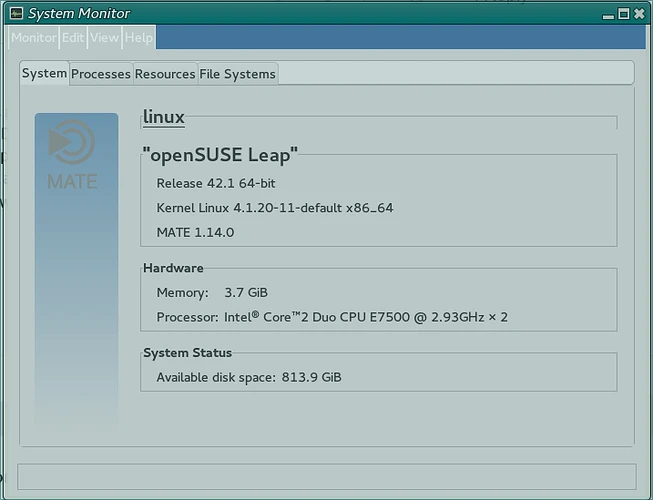 System Monitor
Monitor Edit View Help
System Processes Resources File Systems
MATE
linux
"openSUSE Leap"
Release 42.1 64-bit
Kernel Linux 4.1.20-11-default x86_64
MATE 1.14.0
Hardware
Memory: 3.7 GiB
Processor: Intel® Core™2 Duo CPU E7500 @ 2.93GHz × 2
System Status
Available disk space: 813.9 GiB